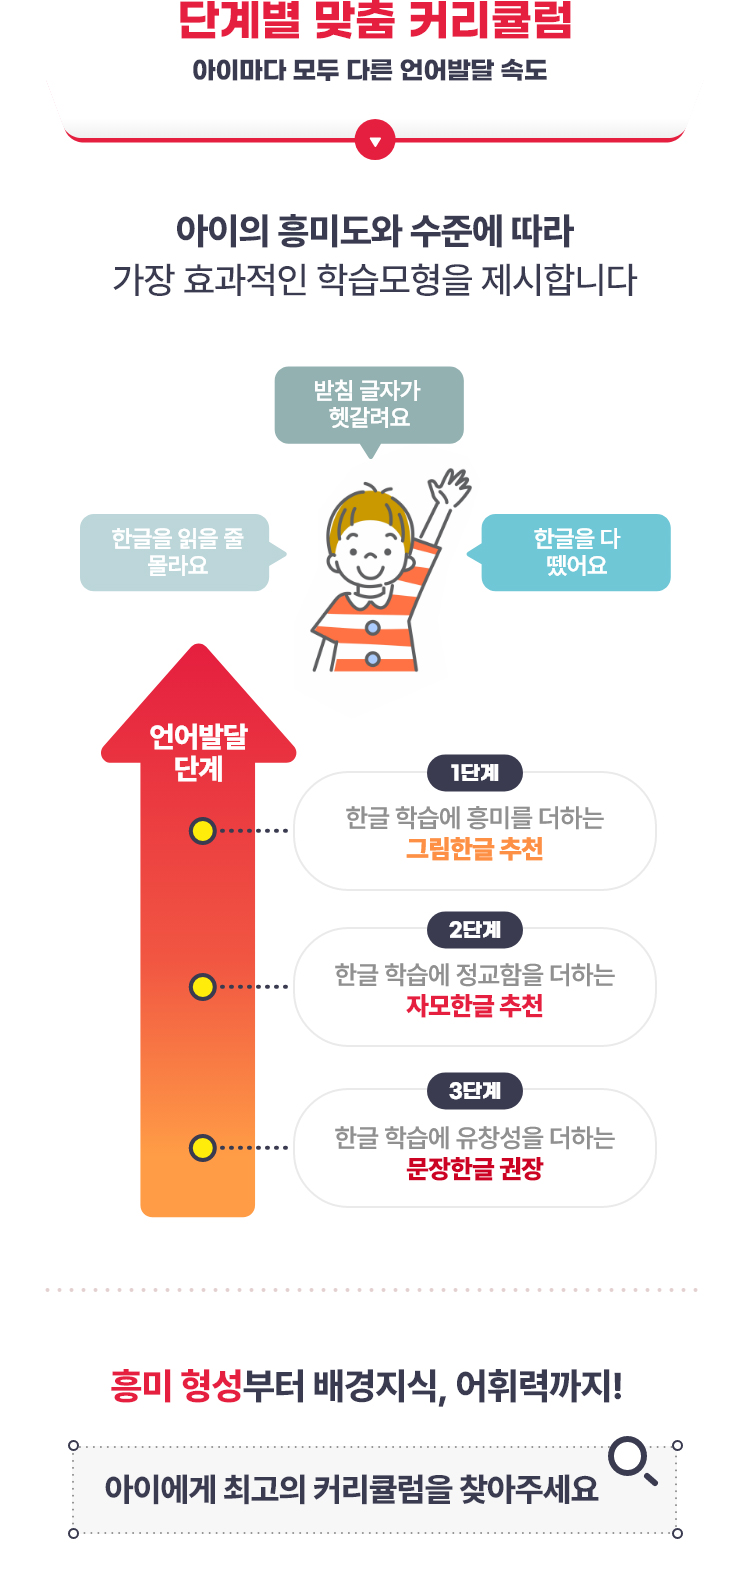 단계별 맞춤 커리큘럼
아이마다 모두 다른 언어발달 속도
아이의 흥미도와 수준에 따라
가장 효과적인 학습모형을 제시합니다
받침 글자가
헷갈려요
한글을 읽을 줄
몰라요
한글을 다
뗐어요
언어발달
단계
1단계
한글 학습에 흥미를 더하는
그림한글 추천
2단계
한글 학습에 정교함을 더하는
자모한글 추천
3단계
한글 학습에 유창성을 더하는
문장한글 권장
흥미 형성부터 배경지식, 어휘력까지!
아이에게 최고의 커리큘럼을 찾아주세요